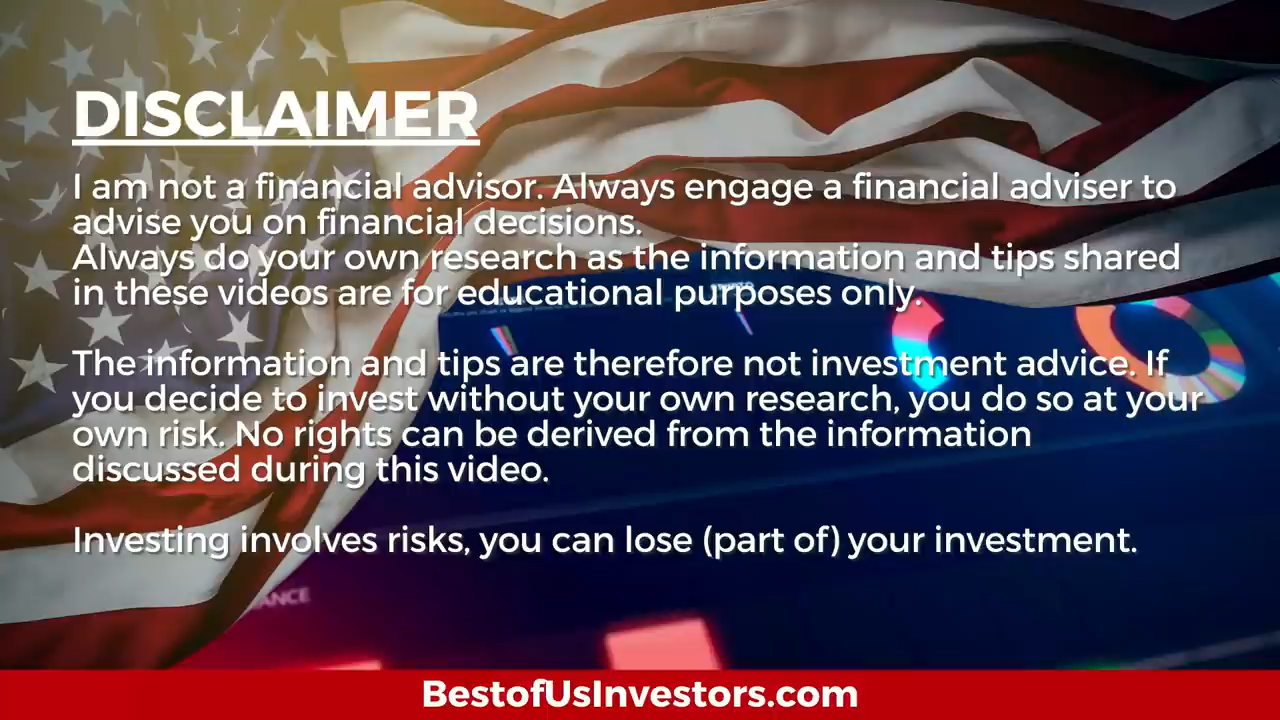 DISCLAIMER
I am not a financial advisor. Always engage a financial adviser to
advise you on financial decisions.
Always do your own research as the information and tips shared
in these videos are for educational purposes only.
The information and tips are therefore not investment advice. If
you decide to invest without your own research, you do so at your
own risk. No rights can be derived from the information
discussed during this video.
Investing involves risks, you can lose (part of) your investment.
BestofUsInvestors.com